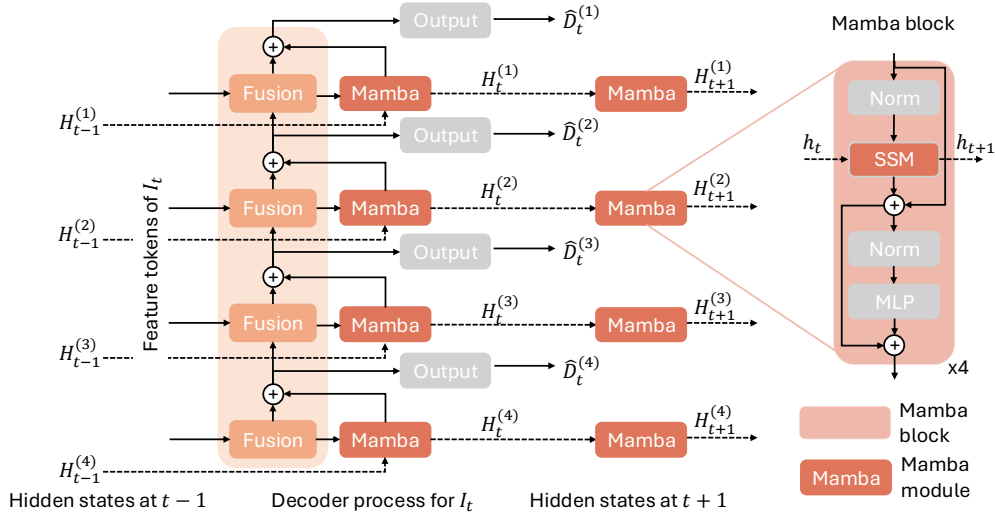 Output
$\hat{D}_t^{(1)}$
Mamba block
Fusion
Mamba
$H_t^{(1)}$
Mamba
$H_{t+1}^{(1)}$
Norm
$H_{t-1}^{(1)}$
Output
$\hat{D}_t^{(2)}$
$h_t$
SSM
$h_{t+1}$
Fusion
Mamba
$H_t^{(2)}$
Mamba
$H_{t+1}^{(2)}$
$H_{t-1}^{(2)}$
Feature tokens of $I_t$
Output
$\hat{D}_t^{(3)}$
Norm
MLP
Fusion
Mamba
$H_t^{(3)}$
Mamba
$H_{t+1}^{(3)}$
$H_{t-1}^{(3)}$
Output
$\hat{D}_t^{(4)}$
x4
Fusion
Mamba
$H_t^{(4)}$
Mamba
$H_{t+1}^{(4)}$
$H_{t-1}^{(4)}$
Mamba
block
Mamba
Mamba
module
Hidden states at $t-1$
Decoder process for $I_t$
Hidden states at $t+1$